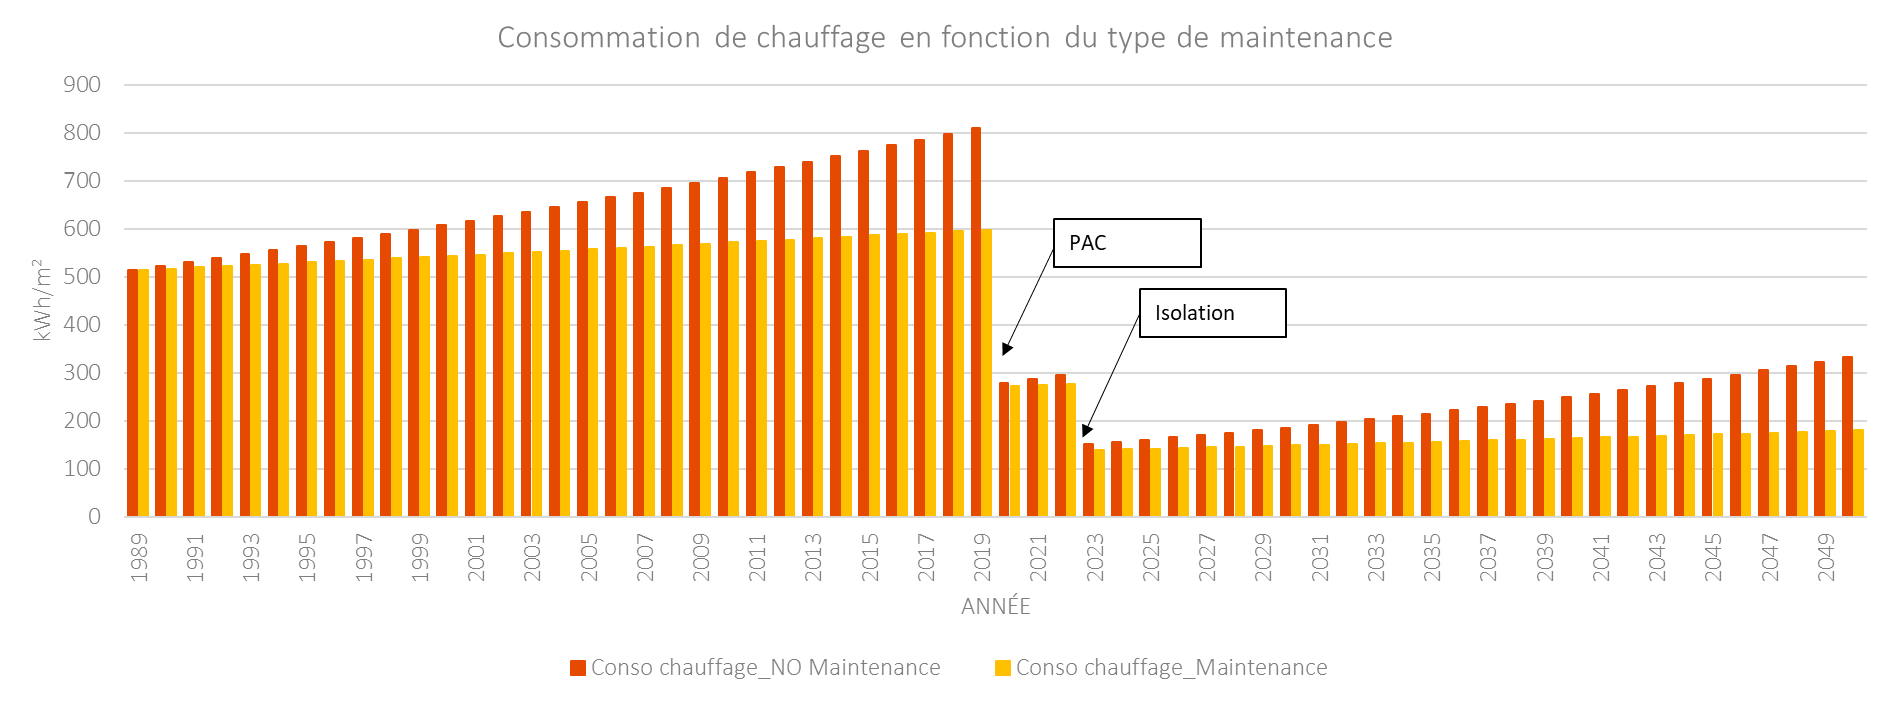 Consommation de chauffage en fonction du type de maintenance
900
800
700
600
500
400
300
200
100
0
kWh/m²
PAC
Isolation
1989 1991 1993 1995 1997 1999 2001 2003 2005 2007 2009 2011 2013 2015 2017 2019 2021 2023 2025 2027 2029 2031 2033 2035 2037 2039 2041 2043 2045 2047 2049
ANNÉE
Conso chauffage_NO Maintenance Conso chauffage_Maintenance